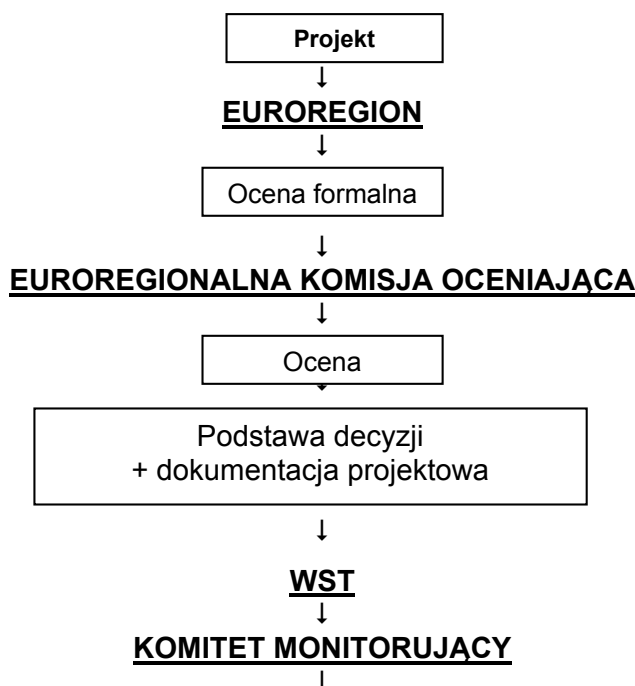 Projekt
EUROREGION
Ocena formalna
EUROREGIONALNA KOMISJA OCENIAJĄCA
Ocena
Podstawa decyzji
+ dokumentacja projektowa
WST
KOMITET MONITORUJĄCY